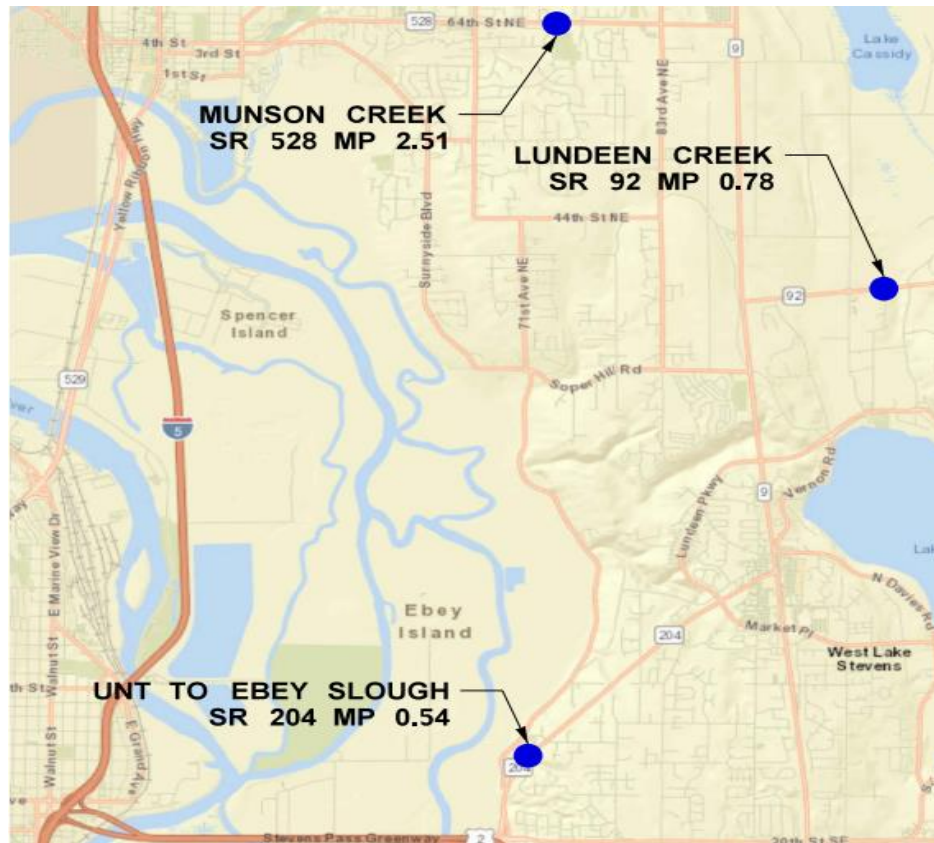 528
64th St NE
4th St
3rd St
1st St
9
Lake
Cassidy
MUNSON CREEK
SR 528 MP 2.51
83rd Ave NE
LUNDEEN CREEK
SR 92 MP 0.78
Yellow Ribbon Hwy
Sunnyside Blvd
44th St NE
71st Ave NE
92
Spencer
Island
529
Soper Hill Rd
5
Lundeen Pkwy
Vernon Rd
9
E Marine View Dr
Walnut St
N Davies Rd
Ebey
Island
204
Market Pl
West Lake
Stevens
UNT TO EBEY SLOUGH
SR 204 MP 0.54
E Grand Ave
Walnut St
Stevens Pass Greenway
2
20th St SE